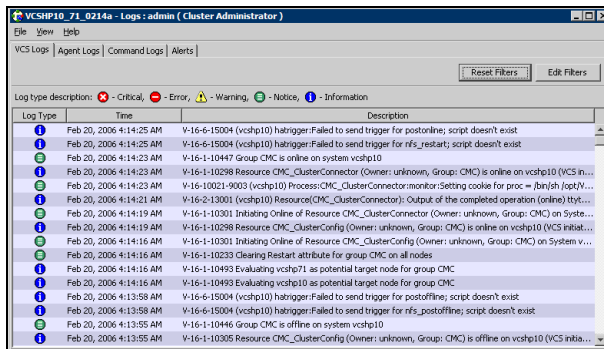 VCSHP10_71_0214a - Logs : admin ( Cluster Administrator )
File View Help
VCS Logs Agent Logs Command Logs Alerts
Reset Filters Edit Filters
Log type description: - Critical, - Error, - Warning, - Notice, - Information
Log Type Time Description
Feb 20, 2006 4:14:25 AM V-16-6-15004 (vcshp10) hatrigger:Failed to send trigger for postonline; script doesn't exist
Feb 20, 2006 4:14:25 AM V-16-6-15004 (vcshp10) hatrigger:Failed to send trigger for nfs_restart; script doesn't exist
Feb 20, 2006 4:14:23 AM V-16-1-10447 Group CMC is online on system vcshp10
Feb 20, 2006 4:14:23 AM V-16-1-10298 Resource CMC_ClusterConnector (Owner: unknown, Group: CMC) is online on vcshp10 (VCS in...
Feb 20, 2006 4:14:23 AM V-16-10021-9003 (vcshp10) Process:CMC_ClusterConnector:monitor:Setting cookie for proc = /bin/sh /opt/V...
Feb 20, 2006 4:14:21 AM V-16-2-13001 (vcshp10) Resource(CMC_ClusterConnector): Output of the completed operation (online) ttyt...
Feb 20, 2006 4:14:19 AM V-16-1-10301 Initiating Online of Resource CMC_ClusterConnector (Owner: unknown, Group: CMC) on Syste...
Feb 20, 2006 4:14:19 AM V-16-1-10298 Resource CMC_ClusterConfig (Owner: unknown, Group: CMC) is online on vcshp10 (VCS initiat...
Feb 20, 2006 4:14:16 AM V-16-1-10301 Initiating Online of Resource CMC_ClusterConfig (Owner: unknown, Group: CMC) on System v...
Feb 20, 2006 4:14:16 AM V-16-1-10233 Clearing Restart attribute for group CMC on all nodes
Feb 20, 2006 4:14:16 AM V-16-1-10493 Evaluating vcshp71 as potential target node for group CMC
Feb 20, 2006 4:14:16 AM V-16-1-10493 Evaluating vcshp10 as potential target node for group CMC
Feb 20, 2006 4:13:58 AM V-16-6-15004 (vcshp10) hatrigger:Failed to send trigger for postoffline; script doesn't exist
Feb 20, 2006 4:13:58 AM V-16-6-15004 (vcshp10) hatrigger:Failed to send trigger for nfs_postoffline; script doesn't exist
Feb 20, 2006 4:13:55 AM V-16-1-10446 Group CMC is offline on system vcshp10
Feb 20, 2006 4:13:55 AM V-16-1-10305 Resource CMC_ClusterConfig (Owner: unknown, Group: CMC) is offline on vcshp10 (VCS initia...